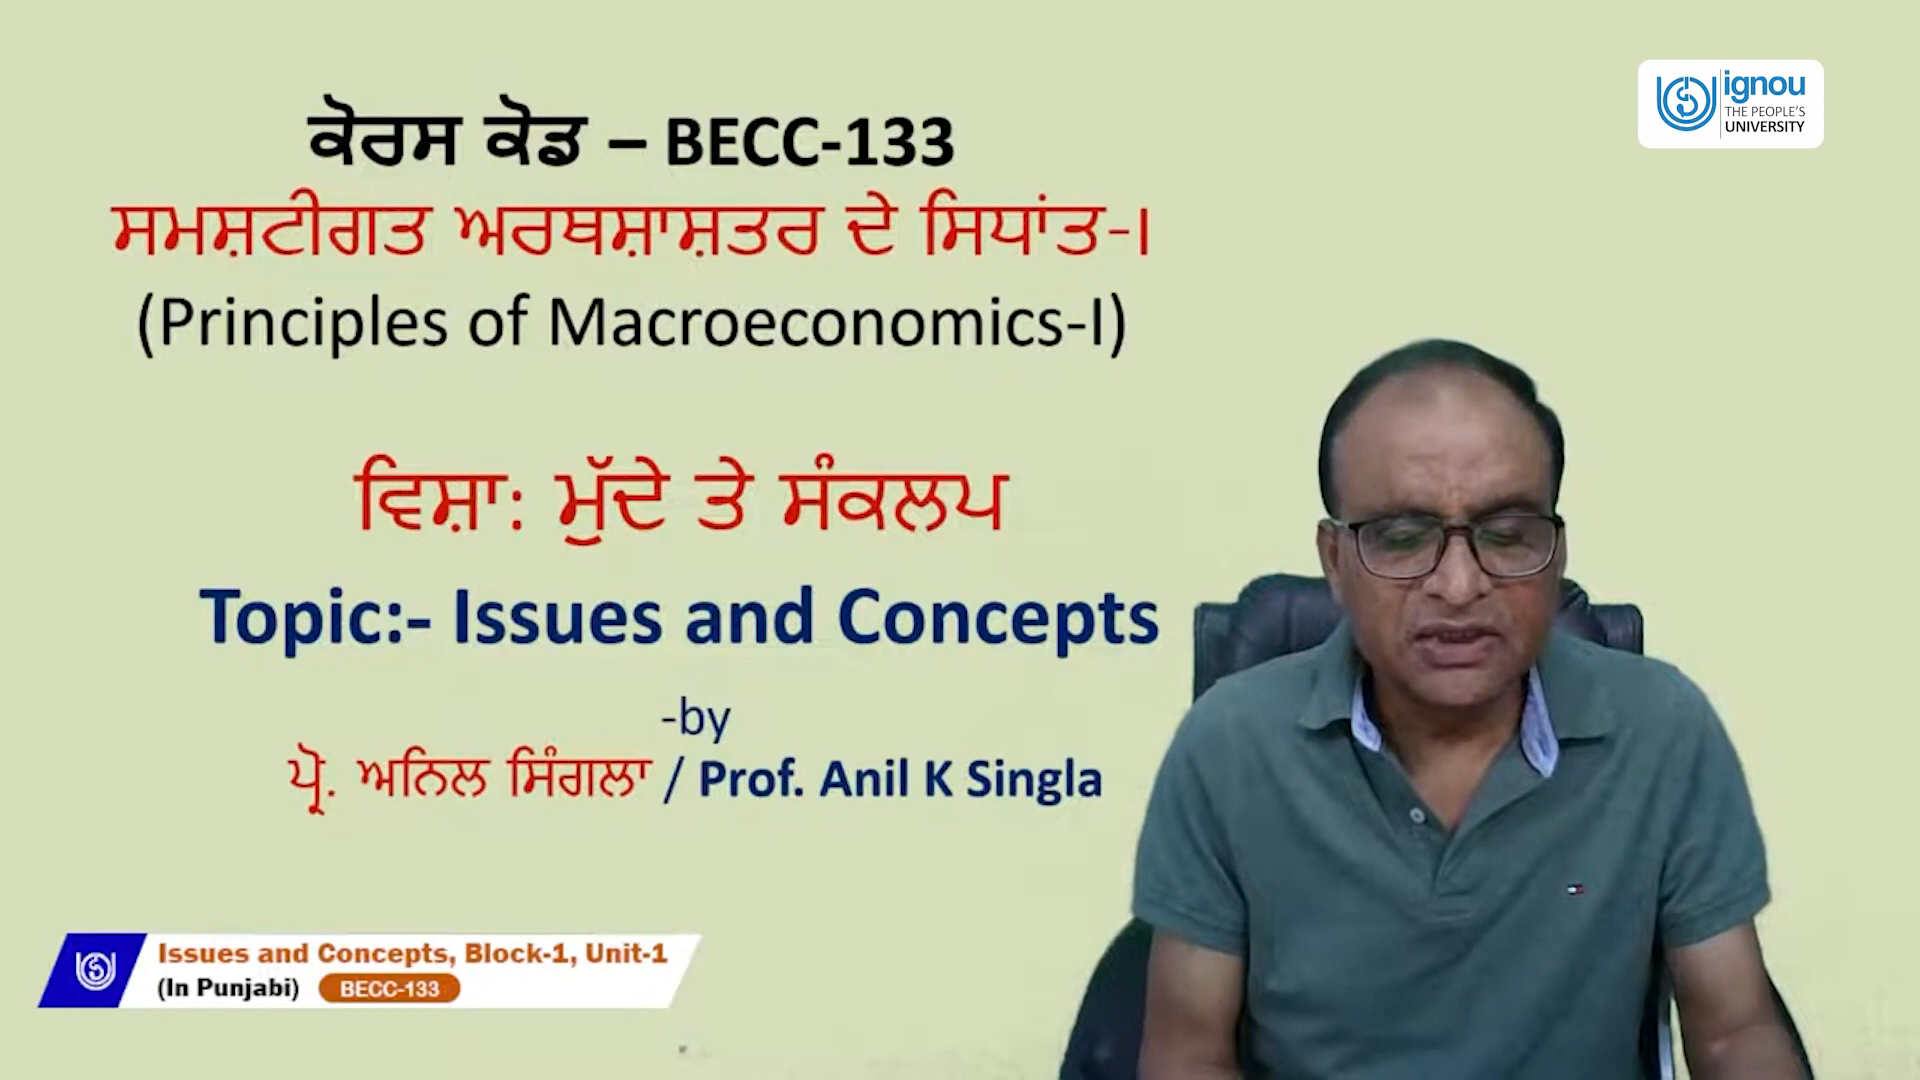 ਕੋਰਸ ਕੋਡ – BECC-133
ਸਮਸ਼ਟੀਗਤ ਅਰਥਸ਼ਾਸ਼ਤਰ ਦੇ ਸਿਧਾਂਤ-I
(Principles of Macroeconomics-I)
ਵਿਸ਼ਾ: ਮੁੱਦੇ ਤੇ ਸੰਕਲਪ
Topic:- Issues and Concepts
-by
ਪ੍ਰੋ. ਅਨਿਲ ਸਿੰਗਲਾ / Prof. Anil K Singla
ignou
THE PEOPLE'S
UNIVERSITY
Issues and Concepts, Block-1, Unit-1
(In Punjabi) BECC-133